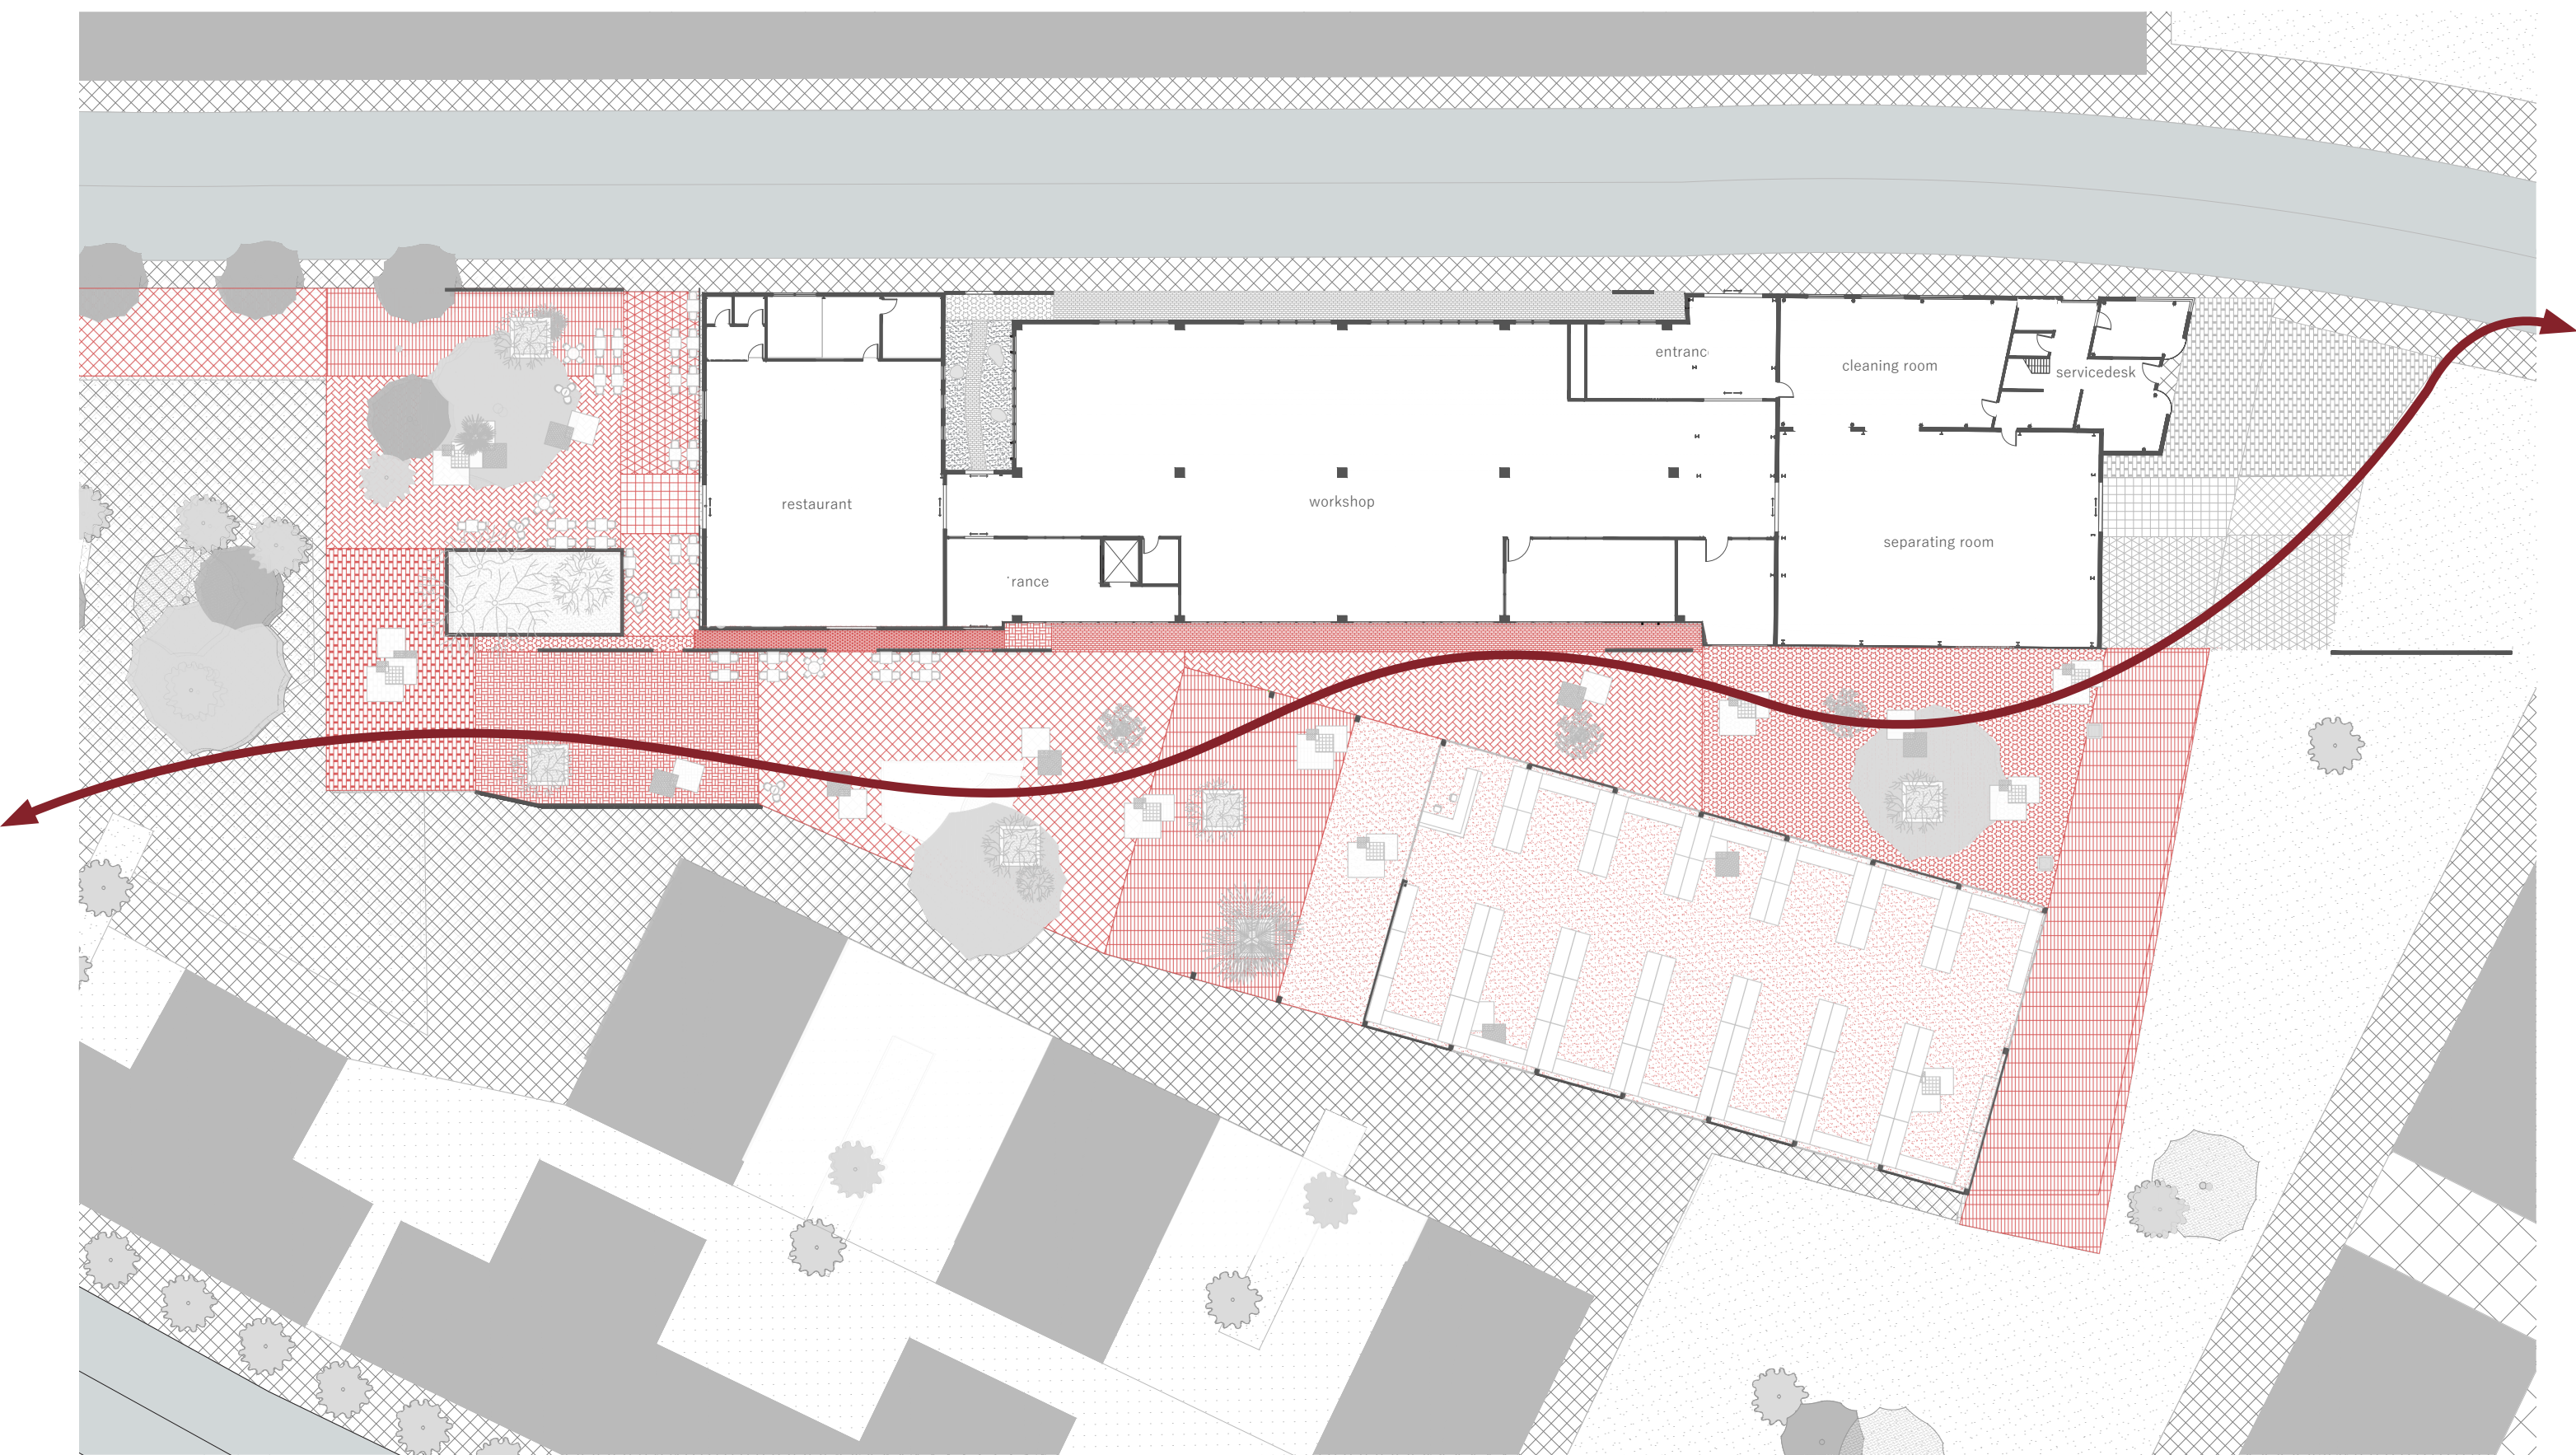 entranc
cleaning room
servicedesk
restaurant
workshop
separating room
rance